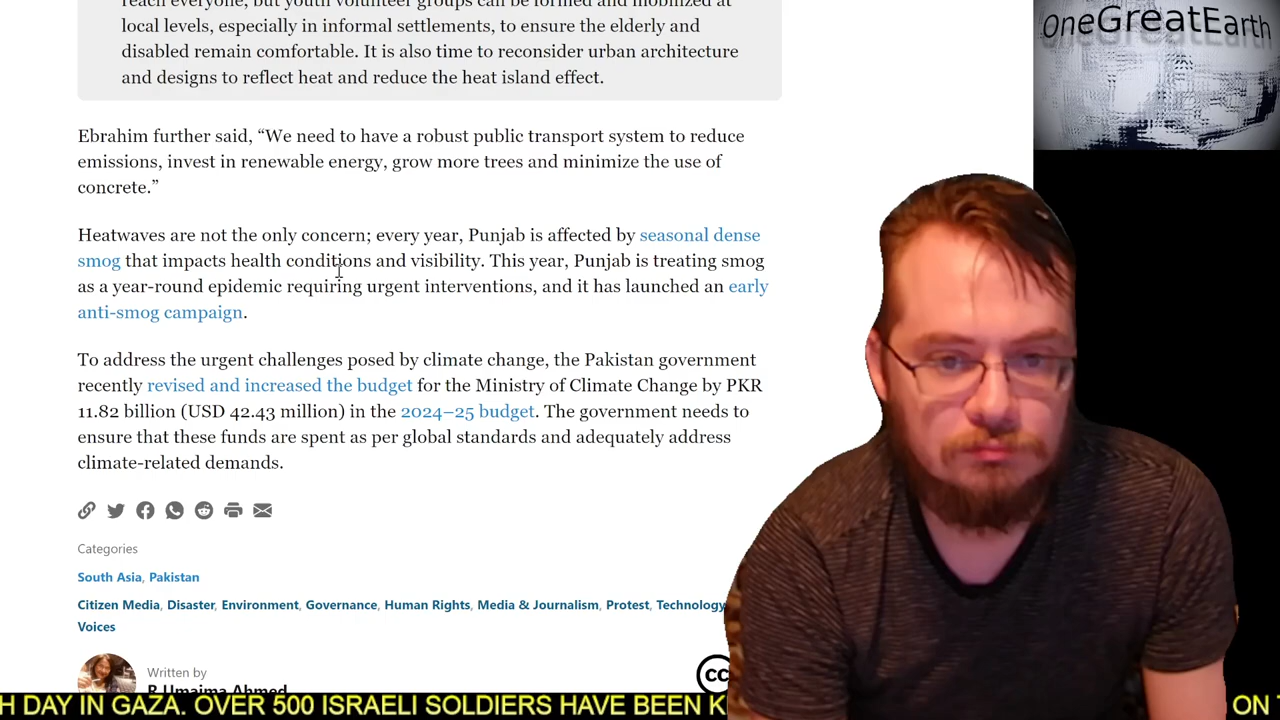 reach everyone, but youth volunteer groups can be formed and mobilized at
local levels, especially in informal settlements, to ensure the elderly and
disabled remain comfortable. It is also time to reconsider urban architecture
and designs to reflect heat and reduce the heat island effect.
OneGreatEarth
Ebrahim further said, “We need to have a robust public transport system to reduce
emissions, invest in renewable energy, grow more trees and minimize the use of
concrete.”
Heatwaves are not the only concern; every year, Punjab is affected by seasonal dense
smog that impacts health conditions and visibility. This year, Punjab is treating smog
as a year-round epidemic requiring urgent interventions, and it has launched an early
anti-smog campaign.
To address the urgent challenges posed by climate change, the Pakistan government
recently revised and increased the budget for the Ministry of Climate Change by PKR
11.82 billion (USD 42.43 million) in the 2024–25 budget. The government needs to
ensure that these funds are spent as per global standards and adequately address
climate-related demands.
Categories
South Asia, Pakistan
Citizen Media, Disaster, Environment, Governance, Human Rights, Media & Journalism, Protest, Technology
Voices
Written by
R Umaima Ahmed
cc
H DAY IN GAZA. OVER 500 ISRAELI SOLDIERS HAVE BEEN K ON